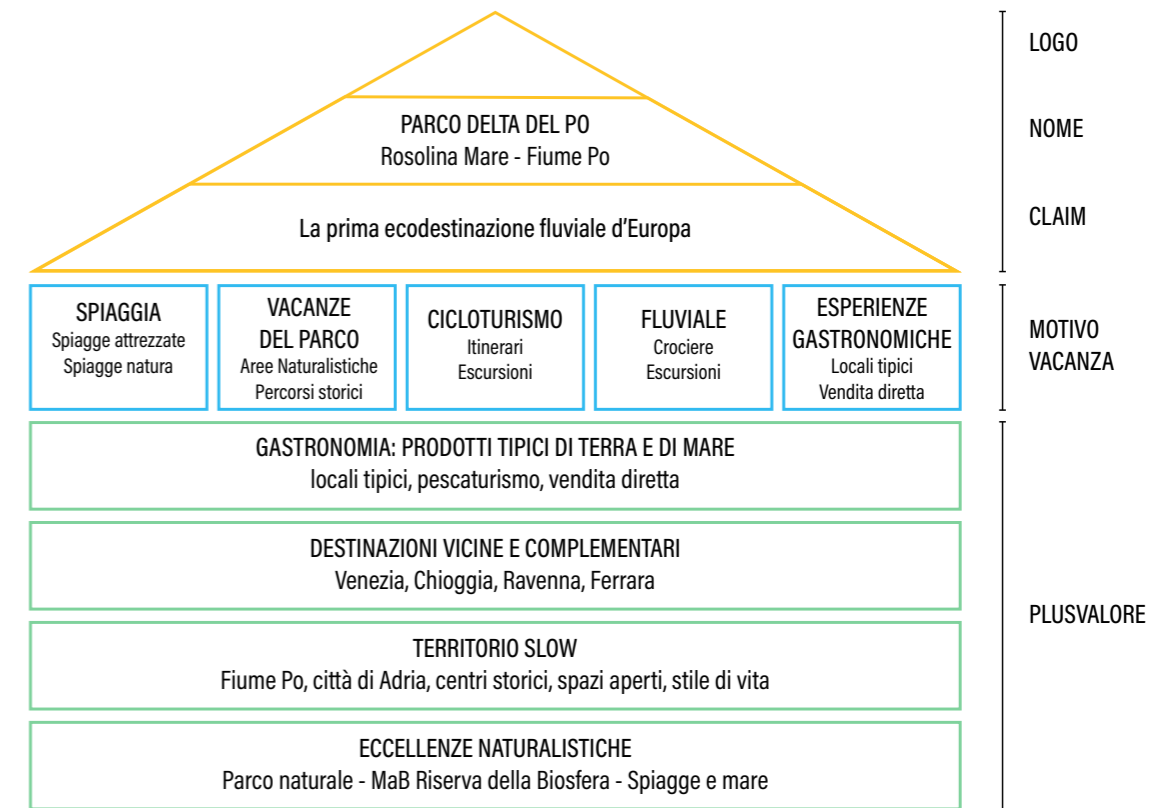 LOGO
PARCO DELTA DEL PO
Rosolina Mare - Fiume Po
NOME
La prima ecodestinazione fluviale d’Europa
CLAIM
SPIAGGIA
Spiagge attrezzate
Spiagge natura
VACANZE
DEL PARCO
Aree Naturalistiche
Percorsi storici
CICLOTURISMO
Itinerari
Escursioni
FLUVIALE
Crociere
Escursioni
ESPERIENZE
GASTRONOMICHE
Locali tipici
Vendita diretta
MOTIVO
VACANZA
GASTRONOMIA: PRODOTTI TIPICI DI TERRA E DI MARE
locali tipici, pescaturismo, vendita diretta
DESTINAZIONI VICINE E COMPLEMENTARI
Venezia, Chioggia, Ravenna, Ferrara
TERRITORIO SLOW
Fiume Po, città di Adria, centri storici, spazi aperti, stile di vita
ECCELLENZE NATURALISTICHE
Parco naturale - MaB Riserva della Biosfera - Spiagge e mare
PLUSVALORE